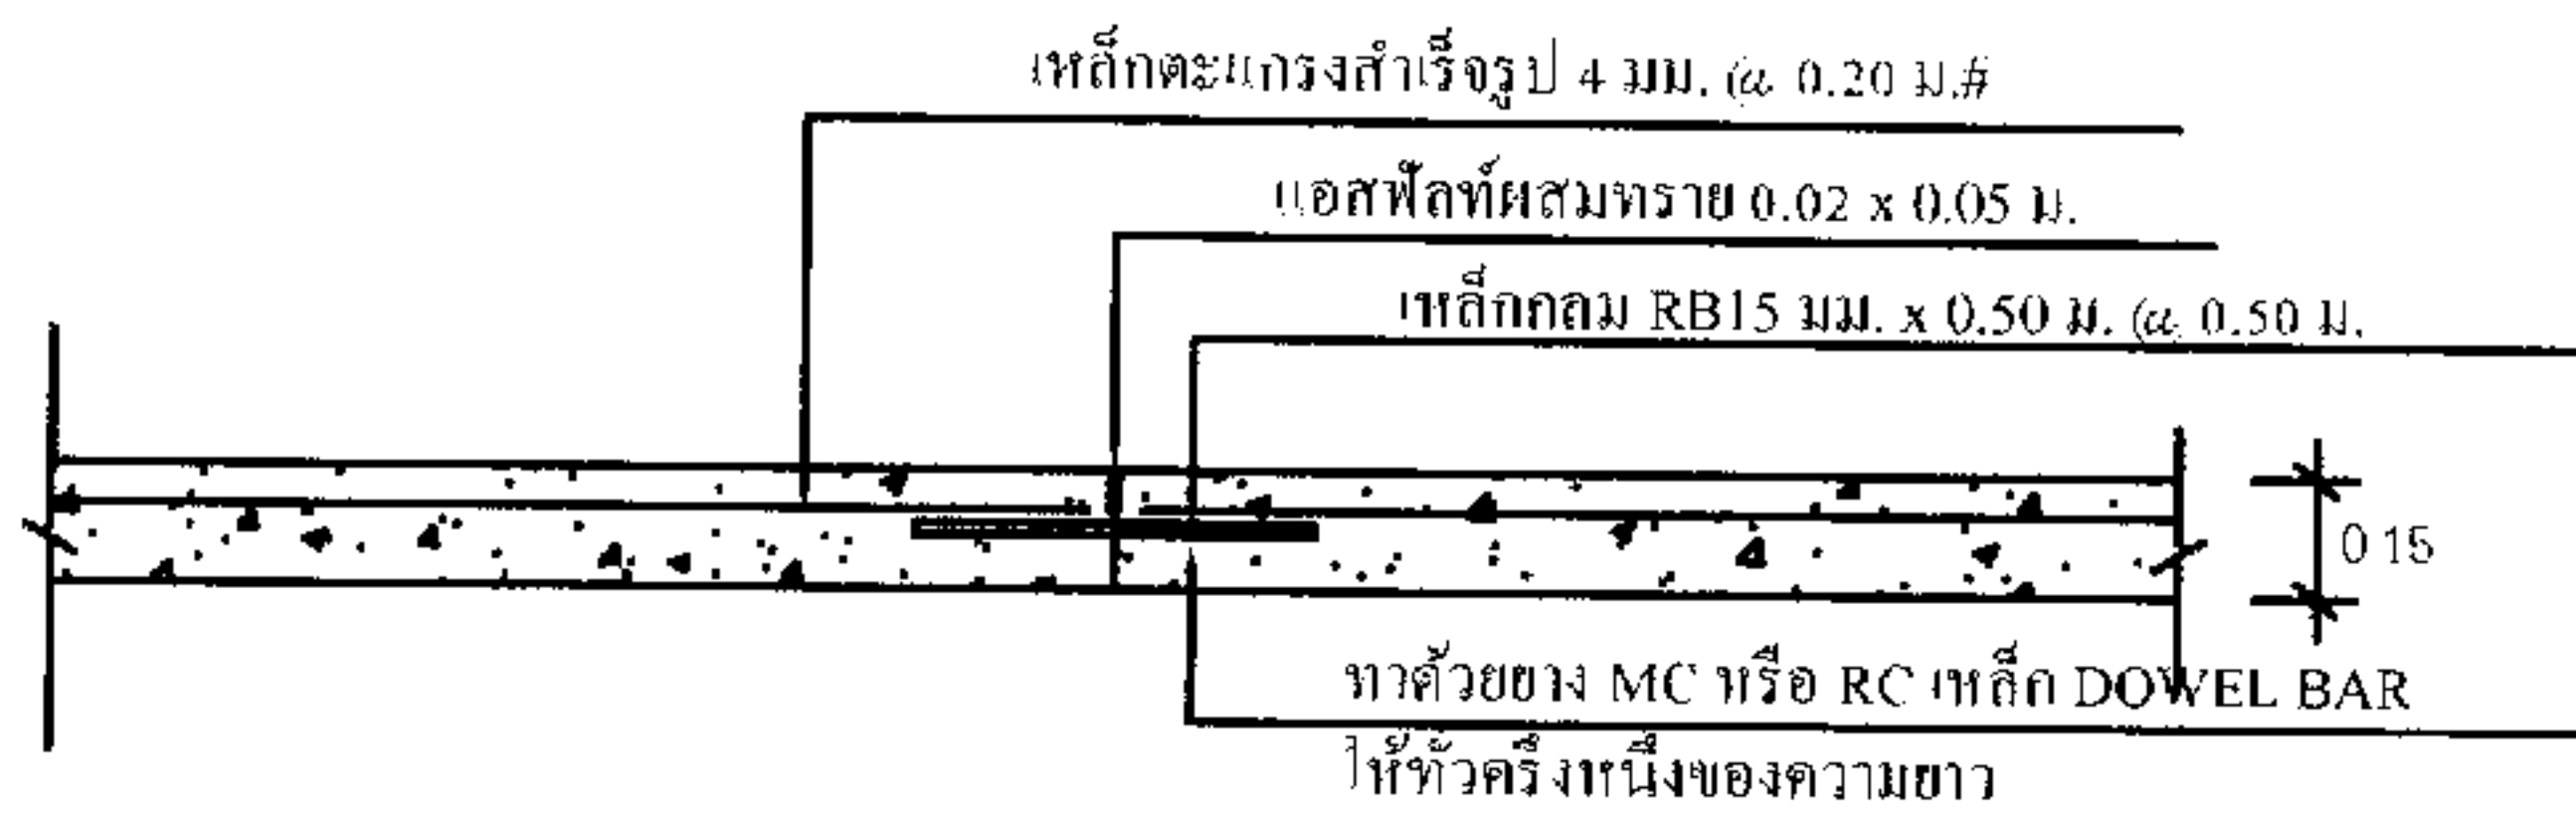 เหล็กตะแกรงสำเร็จรูป 4 มม. @ 0.20 ม.#
แอสฟัลท์ผสมทราย 0.02 x 0.05 ม.
เหล็กกลม RB15 มม. x 0.50 ม. @ 0.50 ม.
0.15
ทาด้วยยาง MC หรือ RC เหล็ก DOWEL BAR
ให้ทั่วครึ่งหนึ่งของความยาว